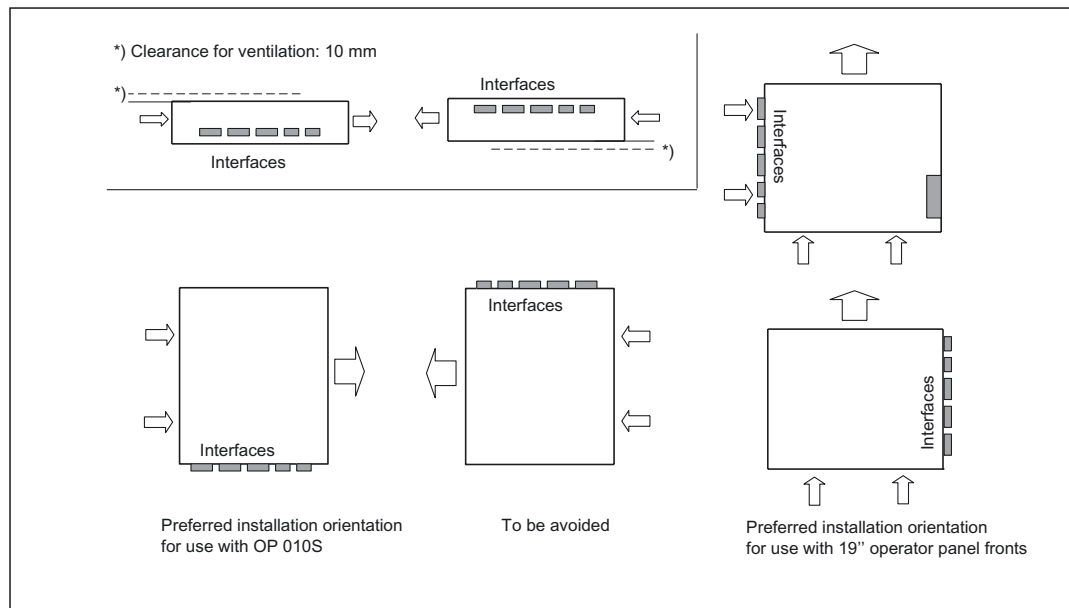 *) Clearance for ventilation: 10 mm
*)
Interfaces
Interfaces
*)
Interfaces
Interfaces
Interfaces
Interfaces
Preferred installation orientation
for use with OP 010S
To be avoided
Preferred installation orientation
for use with 19’’ operator panel fronts